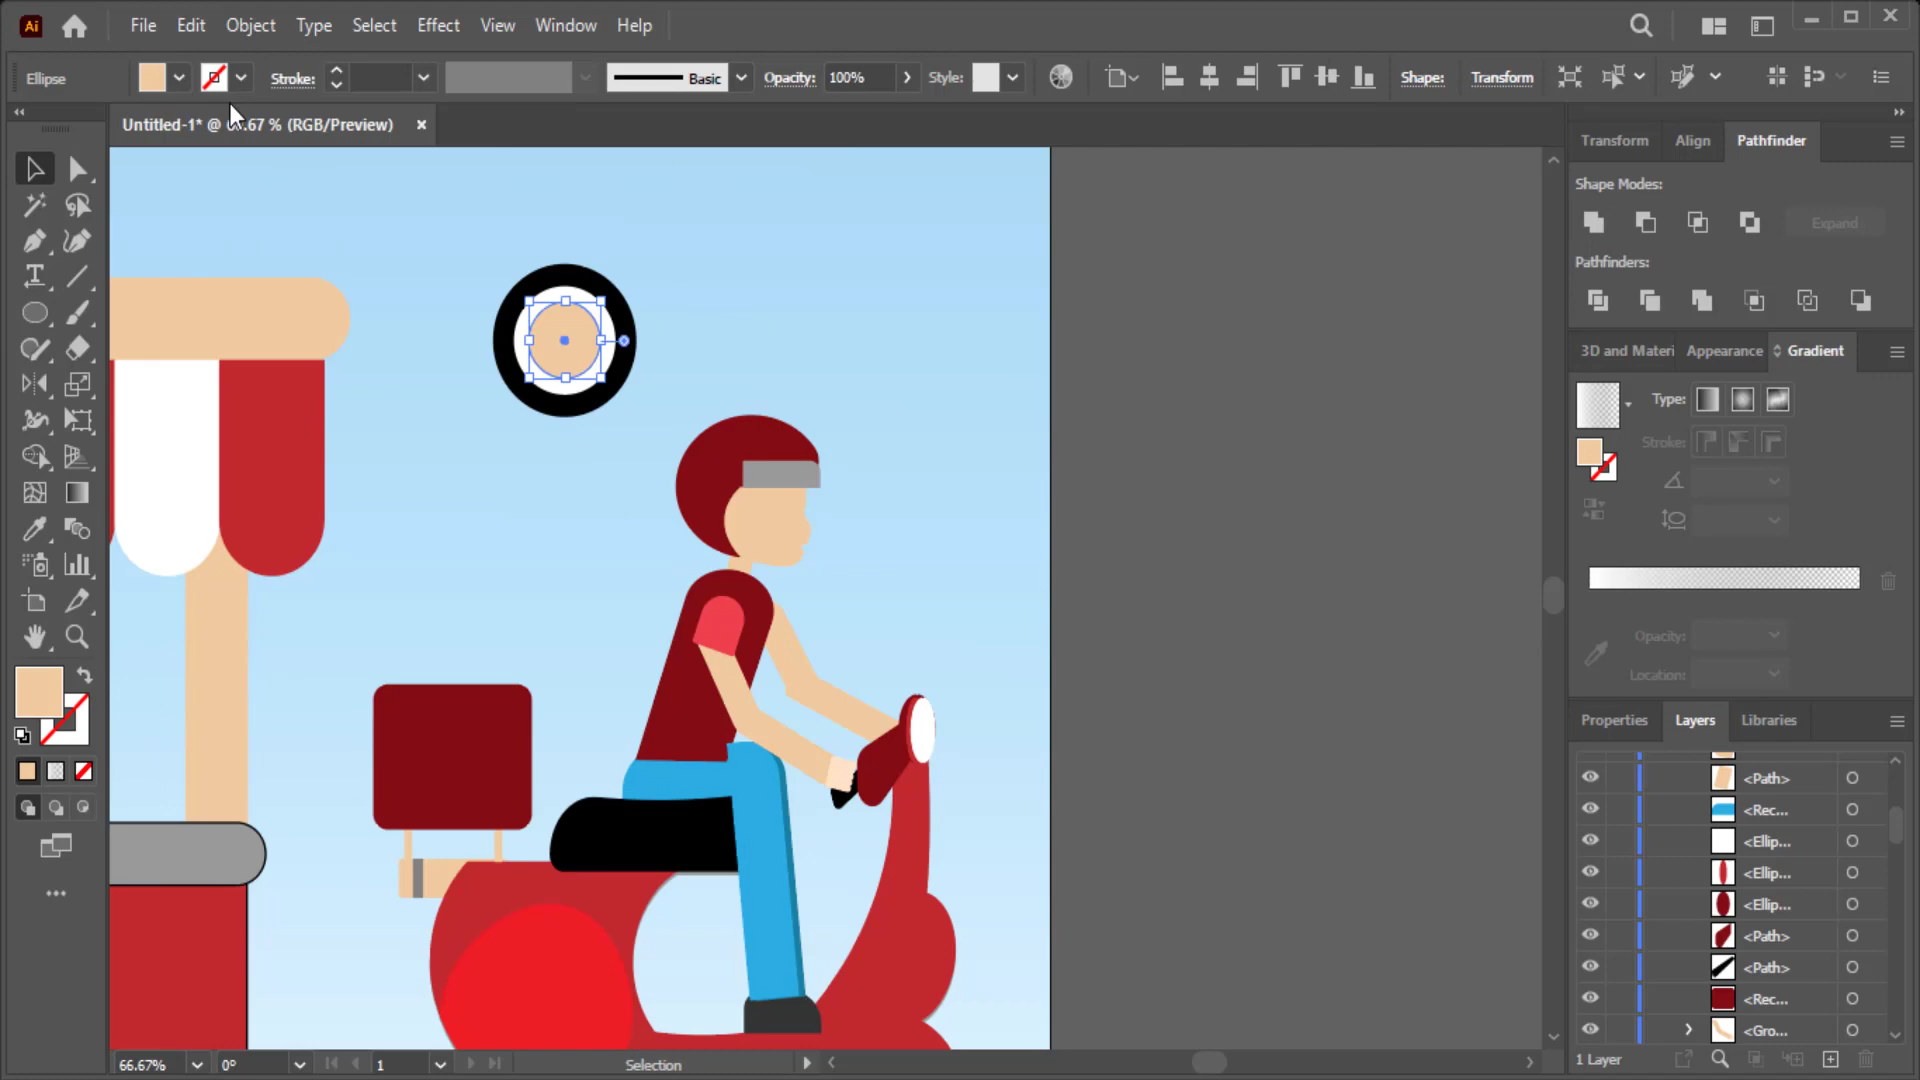 Ai File Edit Object Type Select Effect View Window Help
Ellipse Stroke: Basic Opacity: 100% Style: Shape: Transform
Untitled-1* @ .67 % (RGB/Preview) ×
Transform Align Pathfinder
Shape Modes:
Expand
Pathfinders:
3D and Materi Appearance Gradient
Type:
Stroke:
Opacity:
Location:
Properties Layers Libraries
<Path>
<Rec...
<Ellip...
<Ellip...
<Ellip...
<Path>
<Path>
<Rec...
<Gro...
1 Layer
66.67% 0° 1 Selection